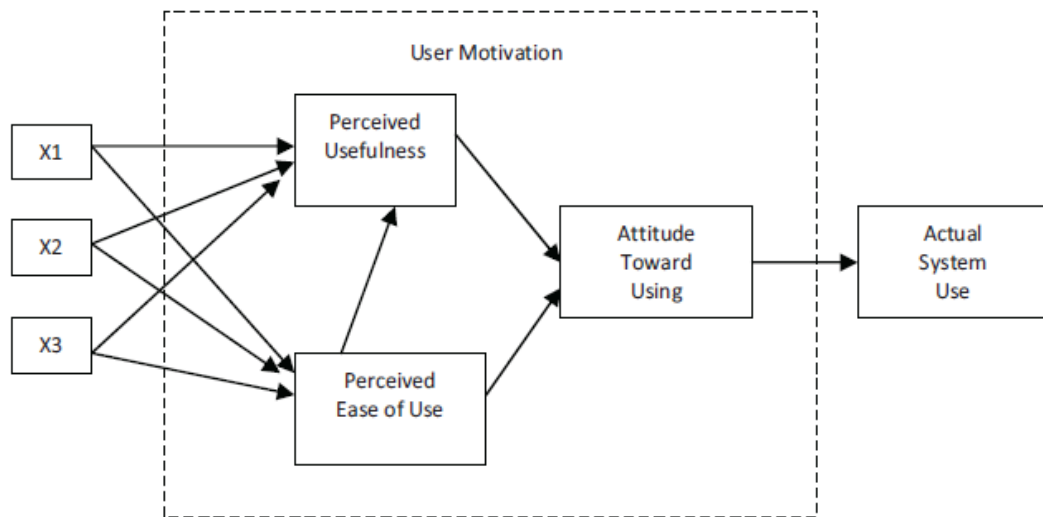 User Motivation
X1
X2
X3
Perceived
Usefulness
Perceived
Ease of Use
Attitude
Toward
Using
Actual
System
Use